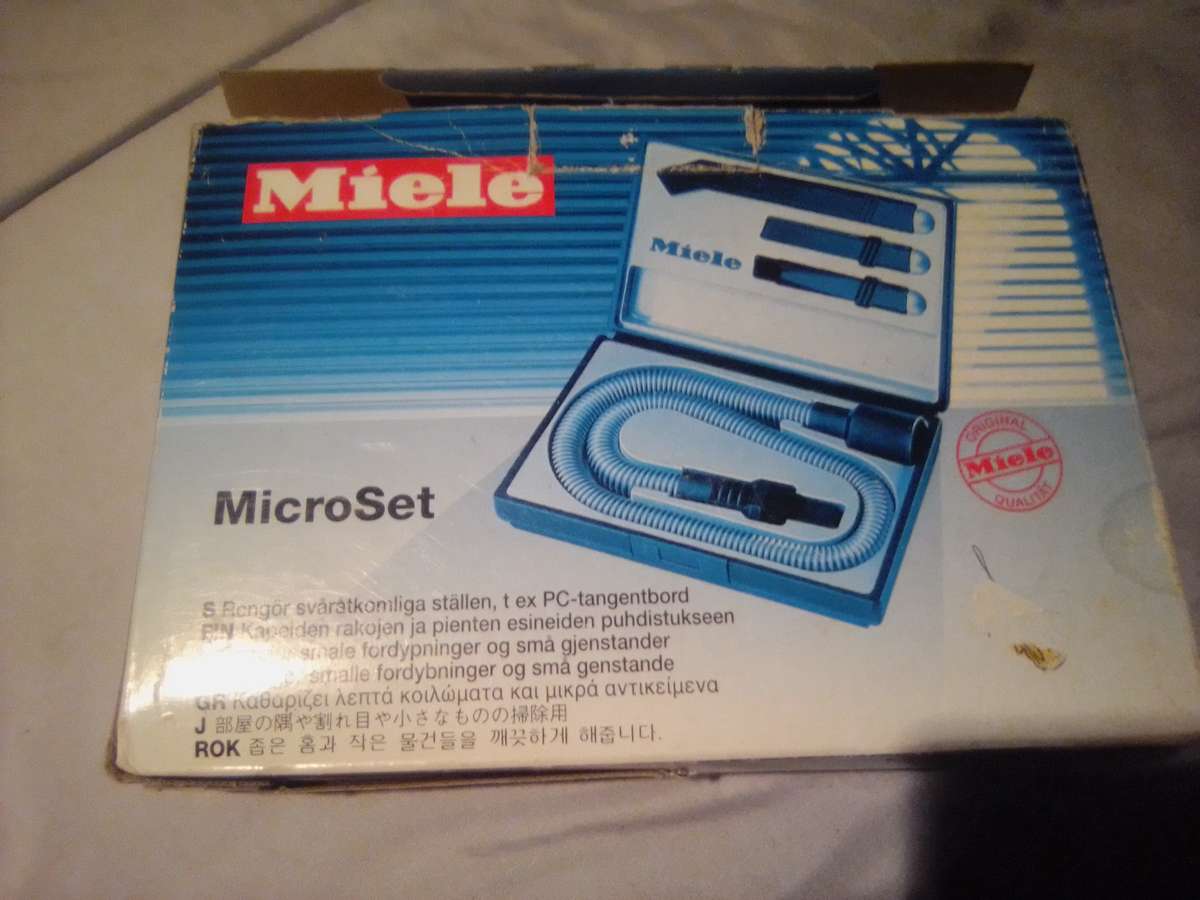 Miele
Miele
ORIGINAL
Miele
QUALITÄT
MicroSet
S Rengör svåråtkomliga ställen, t ex PC-tangentbord
FIN Kapeiden rakojen ja pienten esineiden puhdistukseen
smale fordypninger og små gjenstander
smalle fordybninger og små genstande
GR Καθαρίζει λεπτά κοιλώματα και μικρά αντικείμενα
J 部屋の隅や割れ目や小さなものの掃除用
ROK 좁은 홈과 작은 물건들을 깨끗하게 해줍니다.